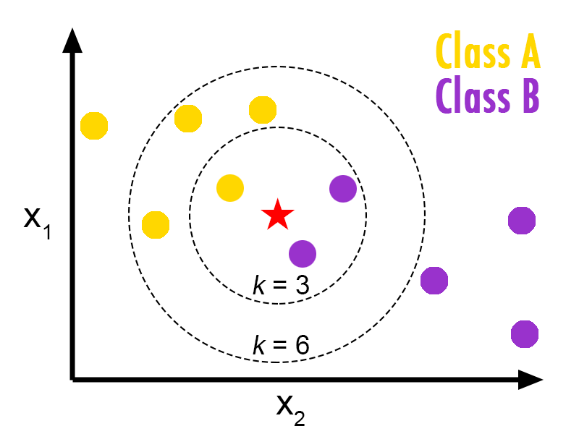 Class A
Class B
x₁
k = 3
k = 6
x₂